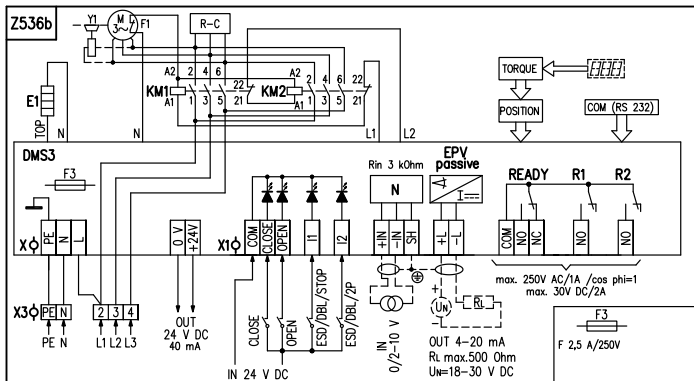 Z536b
Y1
M
3~
F1
R-C
A2
2 4 6
22
A2
2 4 6 22
KM1
KM2
A1
1 3 5
21
A1
1 3 5
21
E1
TOP
N
N
L1
L2
TORQUE
POSITION
COM (RS 232)
DMS3
F3
Rin 3 kOhm
N
EPV
passive
READY
R1
R2
X
PE
N
L
0 V
+24V
X1
COM
CLOSE
OPEN
I1
I2
+IN
-IN
SH
+L
-L
COM
NO
NC
NO
NO
max. 250V AC/1A /cos phi=1
max. 30V DC/2A
X3
PE N
2 3 4
PE N
L1 L2 L3
OUT
24 V DC
40 mA
CLOSE
OPEN
ESD/DBL/STOP
ESD/DBL/2P
IN 24 V DC
IN
0/2-10 V
+
UN
-
RL
OUT 4-20 mA
RL max.500 Ohm
UN=18-30 V DC
F3
F 2,5 A/250V